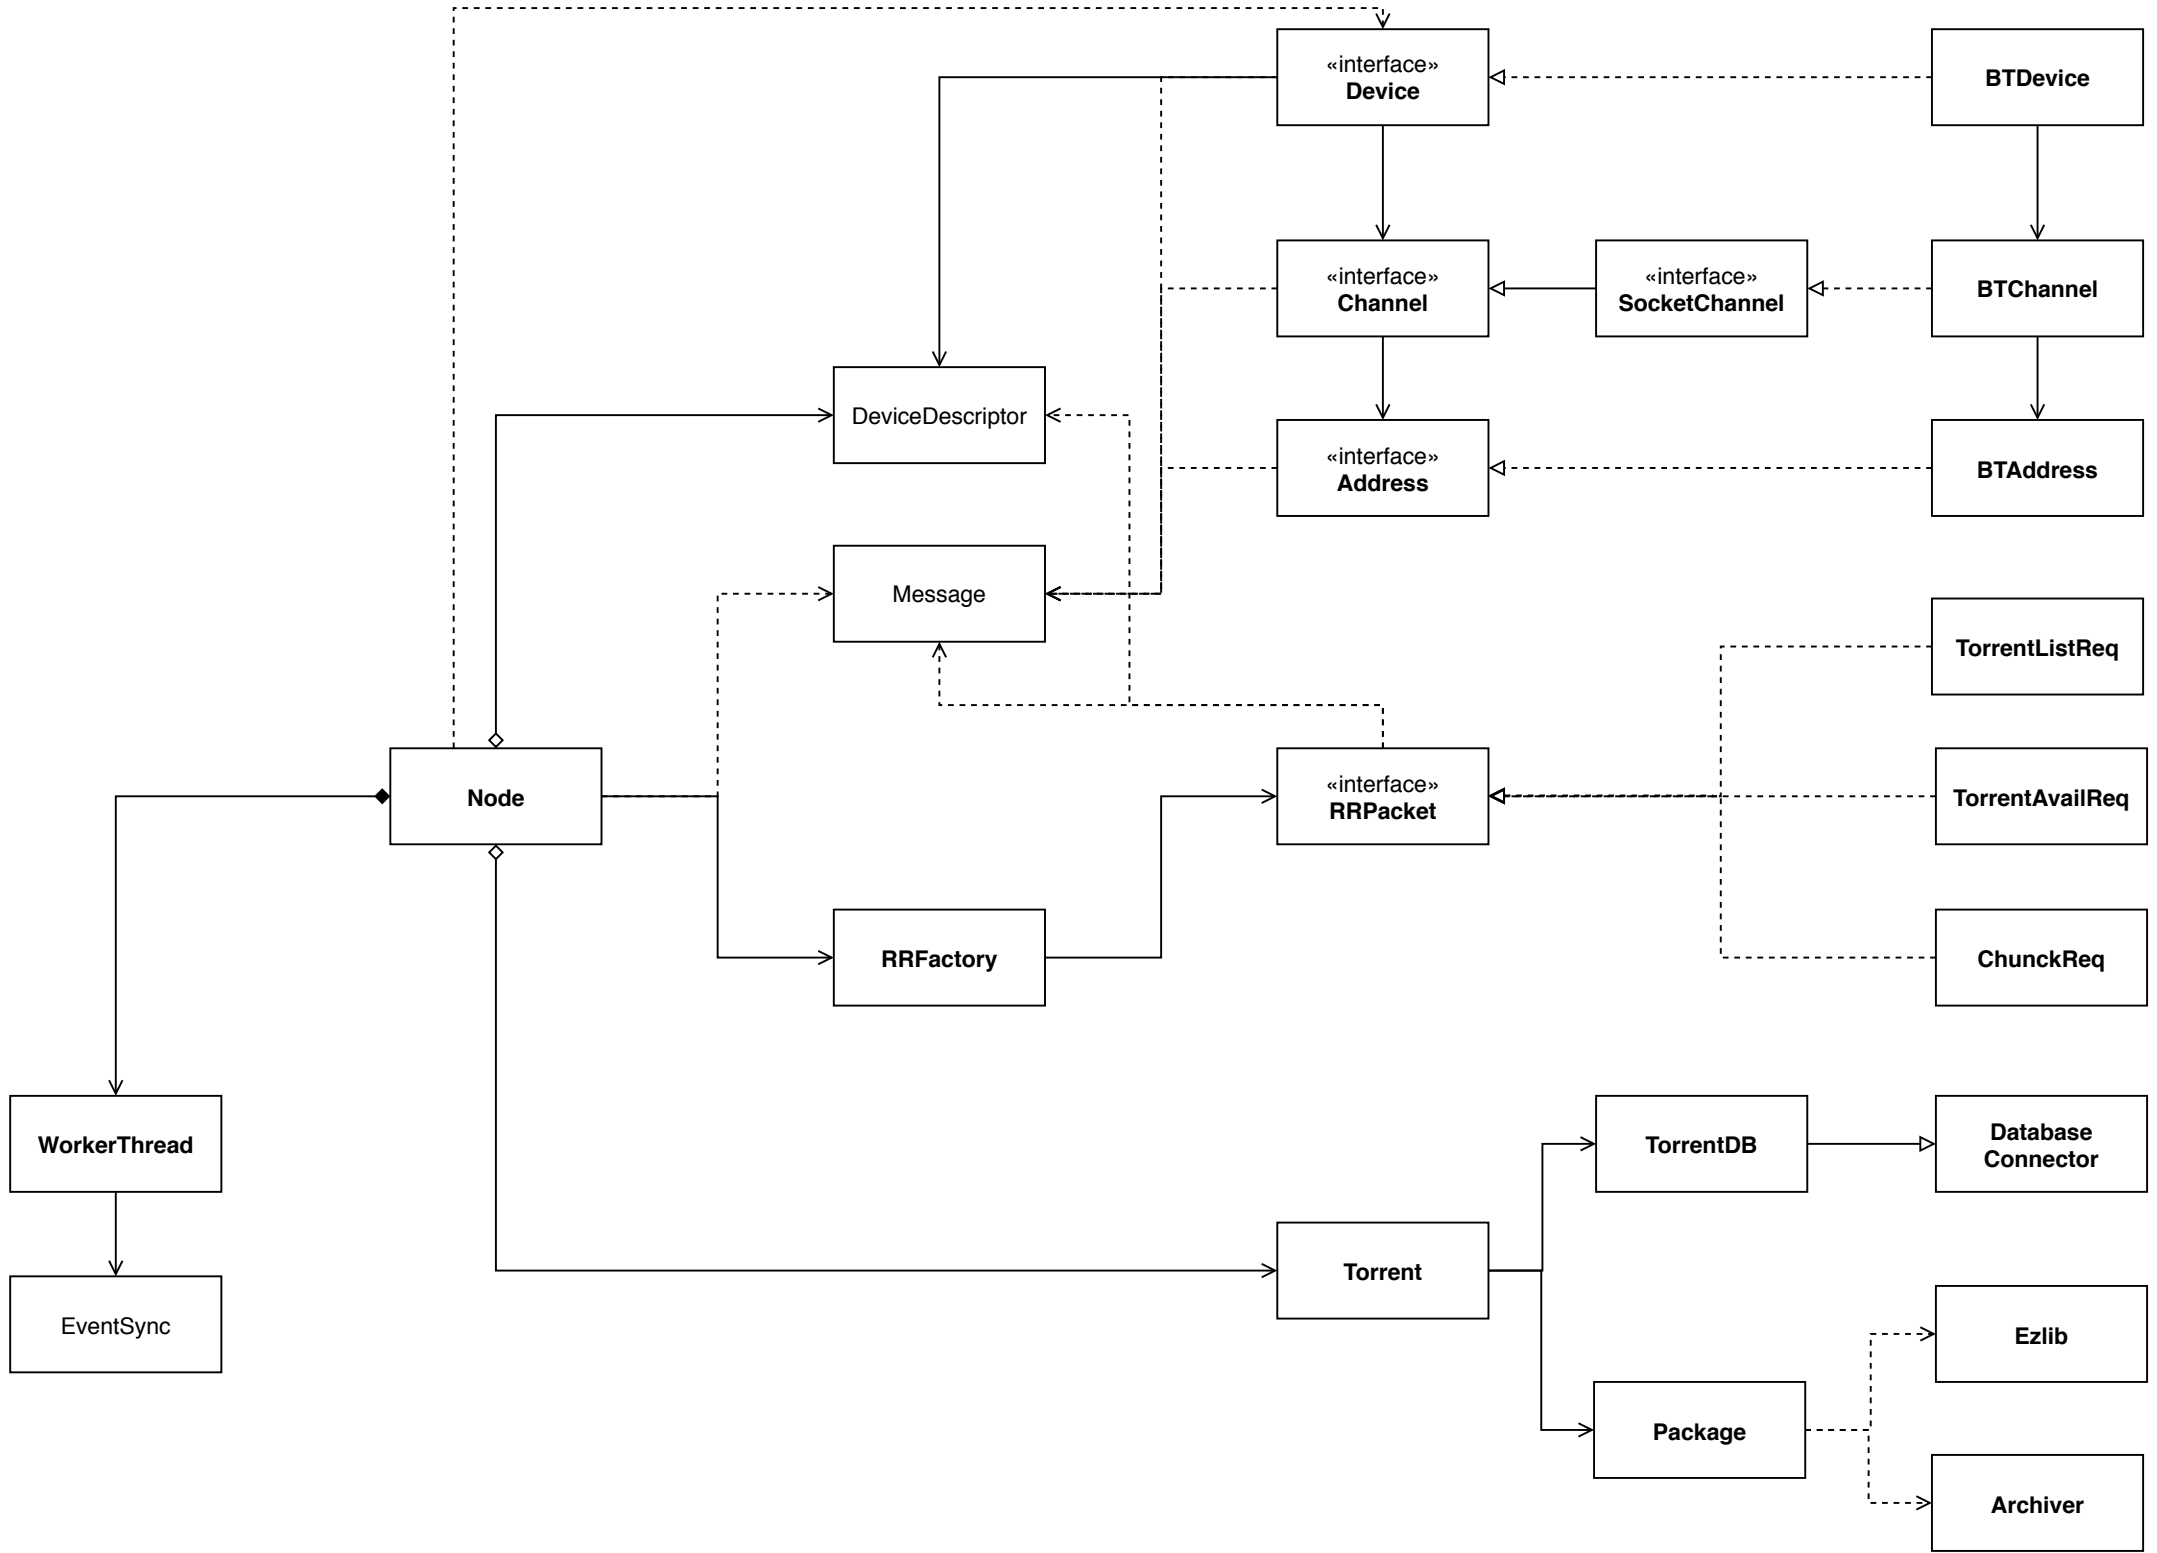 «interface»
Device
BTDevice
«interface»
Channel
«interface»
SocketChannel
BTChannel
DeviceDescriptor
«interface»
Address
BTAddress
Message
TorrentListReq
Node
«interface»
RRPacket
TorrentAvailReq
RRFactory
ChunckReq
WorkerThread
TorrentDB
Database
Connector
Torrent
EventSync
Ezlib
Package
Archiver